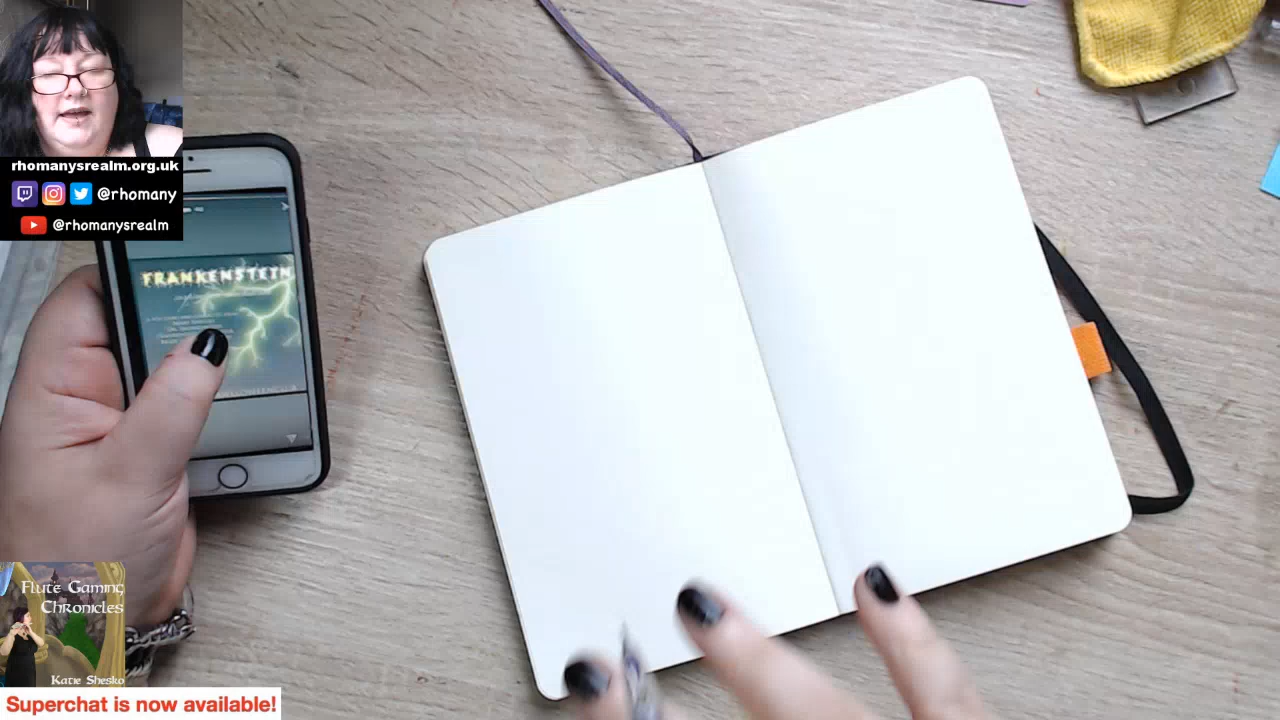 rhomanysrealm.org.uk
@rhomany
@rhomanysrealm
FRANKENSTEIN
Flute Gaming
Chronicles
Katie Shesko
Superchat is now available!